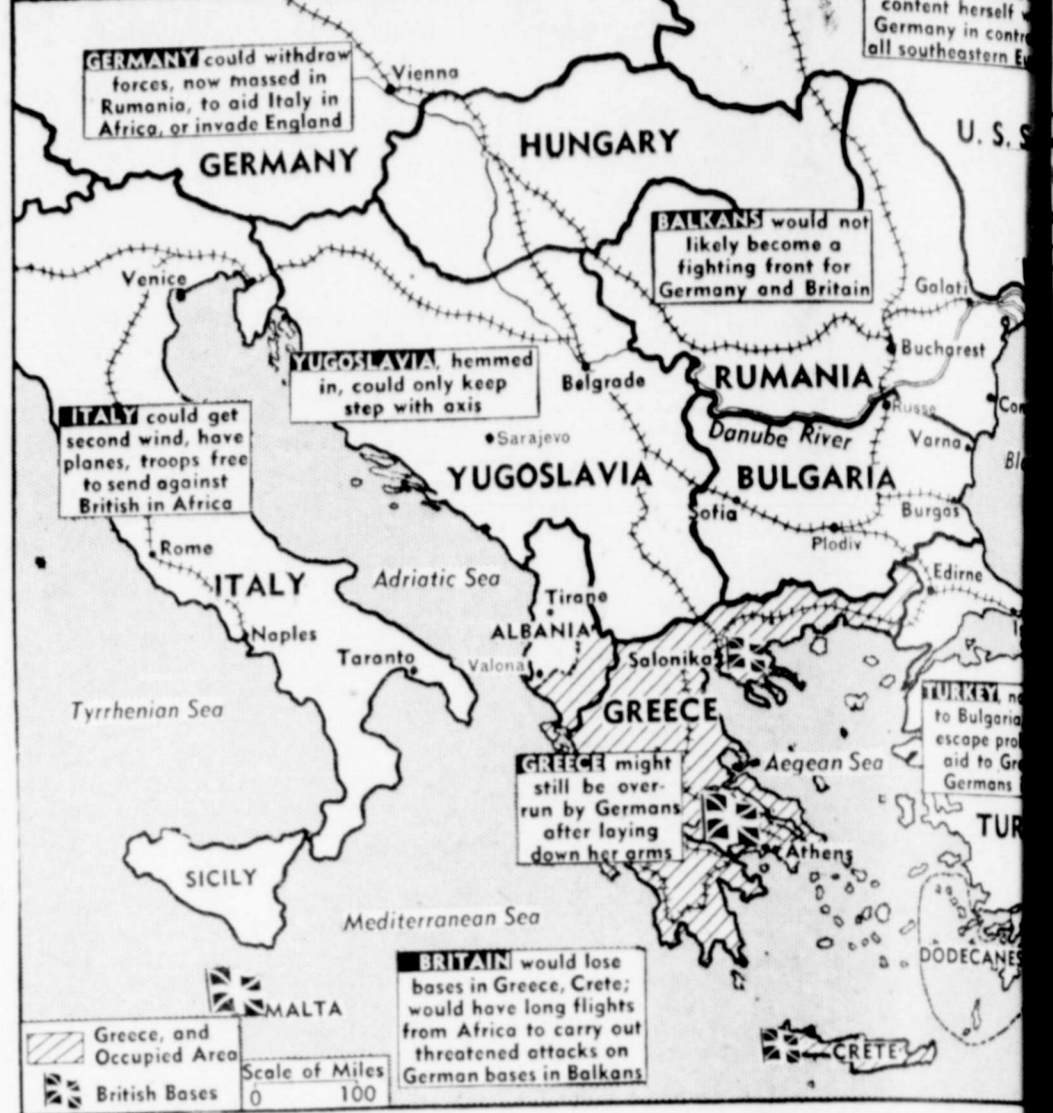 content herself
Germany in
all southeastern
GERMANY could withdraw
forces, now massed in
Rumania, to aid Italy in
Africa, or invade England
Vienna
GERMANY
HUNGARY
U. S.
BALKANS would not
likely become a
fighting front for
Germany and Britain
Venice
Galati
YUGOSLAVIA, hemmed
in, could only keep
step with axis
Belgrade
Bucharest
RUMANIA
Russe
ITALY could get
second wind, have
planes, troops free
to send against
British in Africa
Sarajevo
Danube River
Varna
YUGOSLAVIA
BULGARIA
Sofia
Burgas
Plodiv
Rome
Adriatic Sea
Edirne
ITALY
Tirane
Naples
ALBANIA
Taranto
Valona
Salonika
Tyrrhenian Sea
GREECE
TURKEY,
to Bulgaria
escape
aid to
Germans
GREECE might
still be over-
run by Germans
after laying
down her arms
Aegean Sea
Athens
SICILY
Mediterranean Sea
BRITAIN would lose
bases in Greece, Crete;
would have long flights
from Africa to carry out
threatened attacks on
German bases in Balkans
MALTA
CRETE
Greece, and
Occupied Area
British Bases
Scale of Miles
0 100